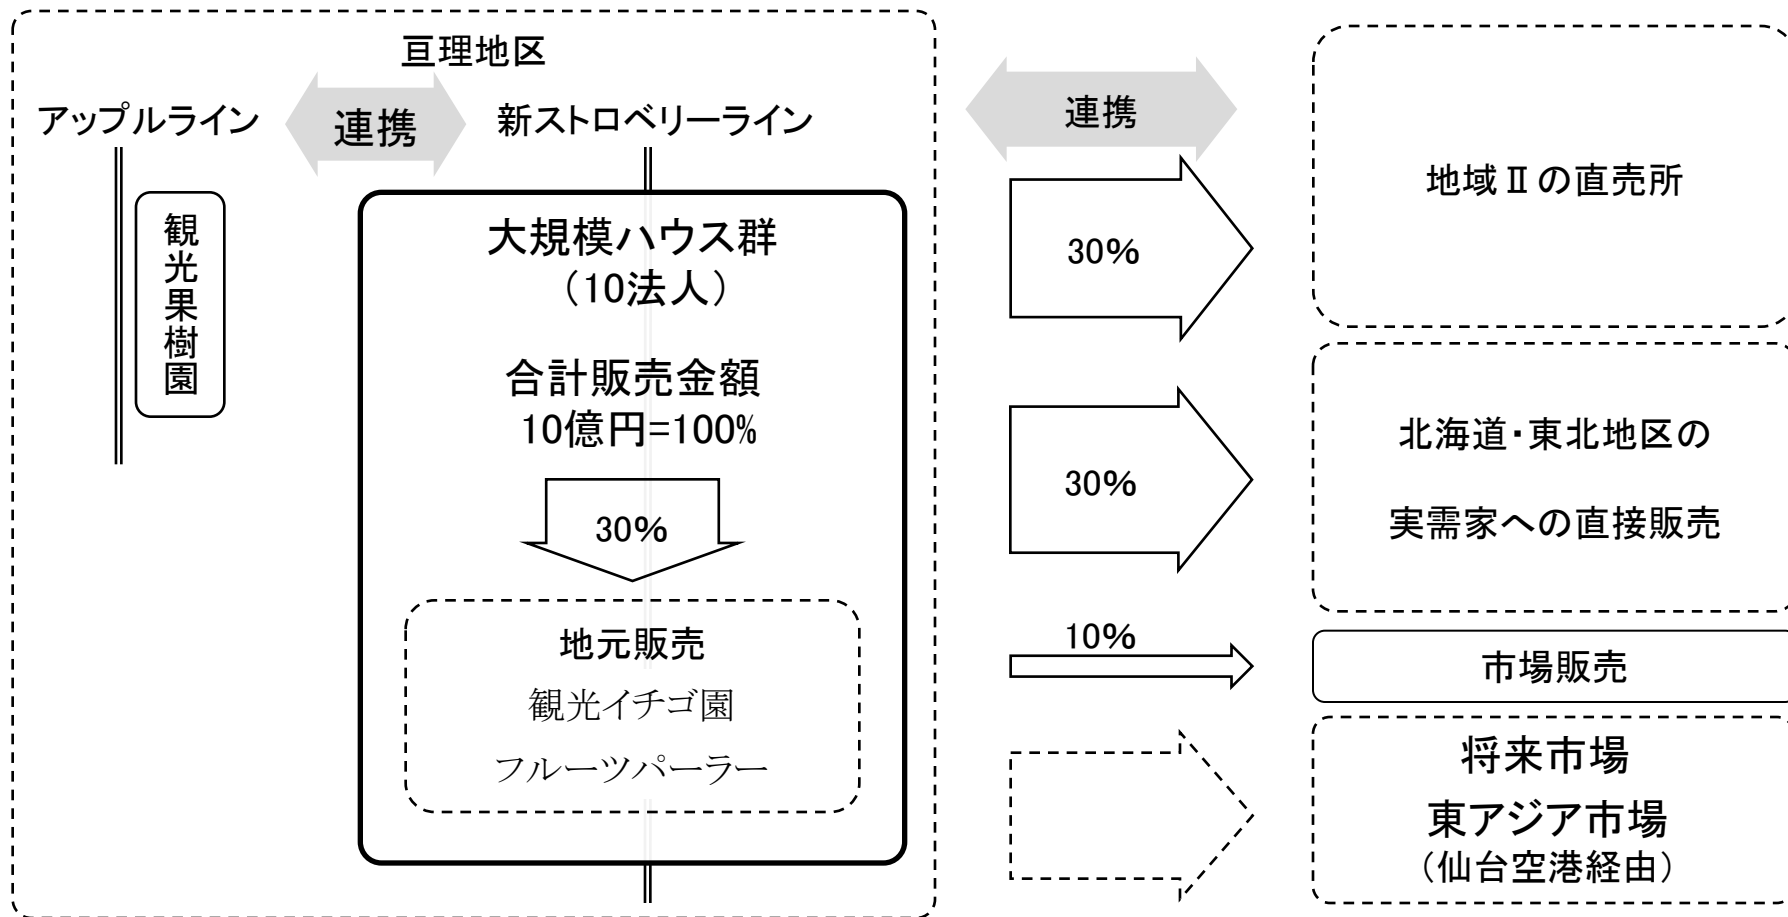 亘理地区
アップルライン
連携
新ストロベリーライン
観光果樹園
大規模ハウス群
（10法人）
合計販売金額
10億円=100%
30%
地元販売
観光イチゴ園
フルーツパーラー
連携
30%
地域Ⅱの直売所
30%
北海道・東北地区の
実需家への直接販売
10%
市場販売
将来市場
東アジア市場
（仙台空港経由）